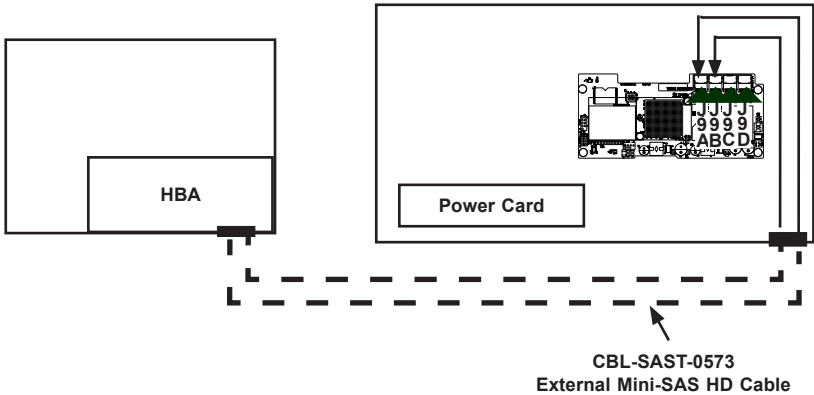 J J J J
9 9 9 9
A B C D
HBA
Power Card
CBL-SAST-0573
External Mini-SAS HD Cable